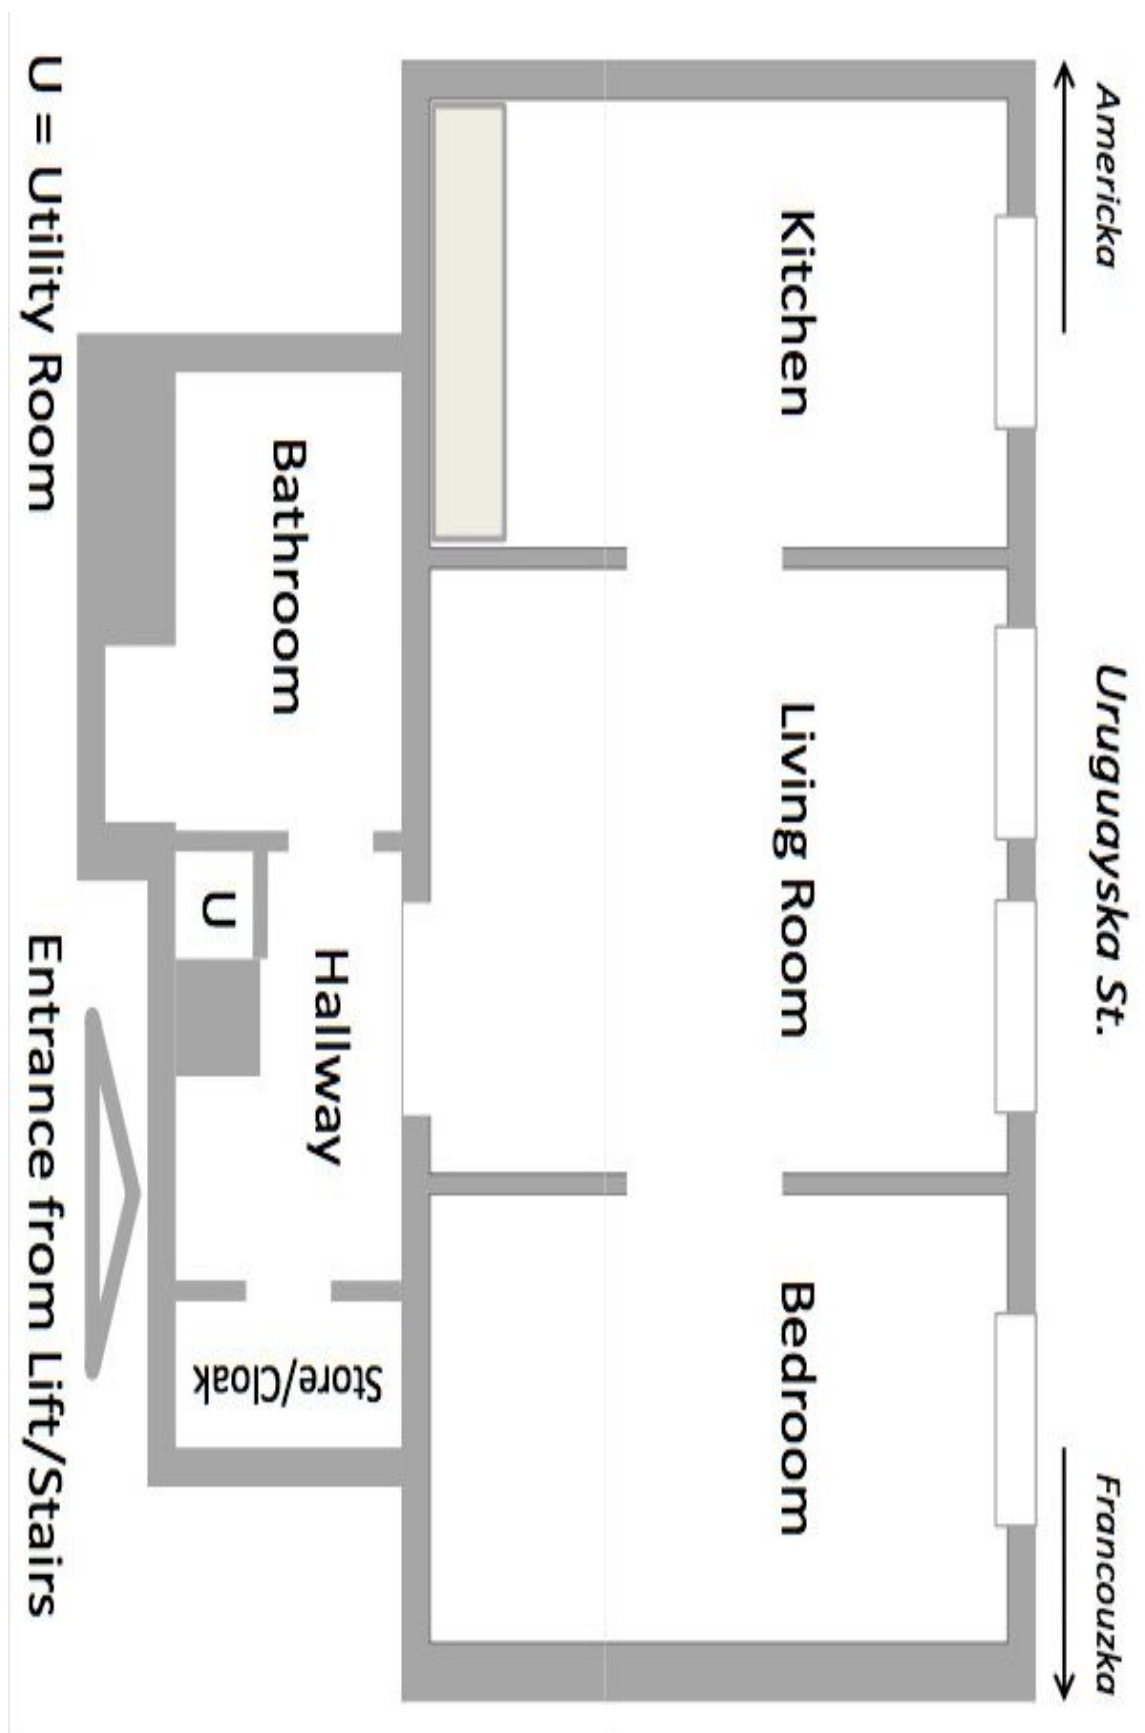 Uruguayska St.
Americka
Francouzka
Kitchen
Living Room
Bedroom
Bathroom
Hallway
U
Store/Cloak
U = Utility Room
Entrance from Lift/Stairs